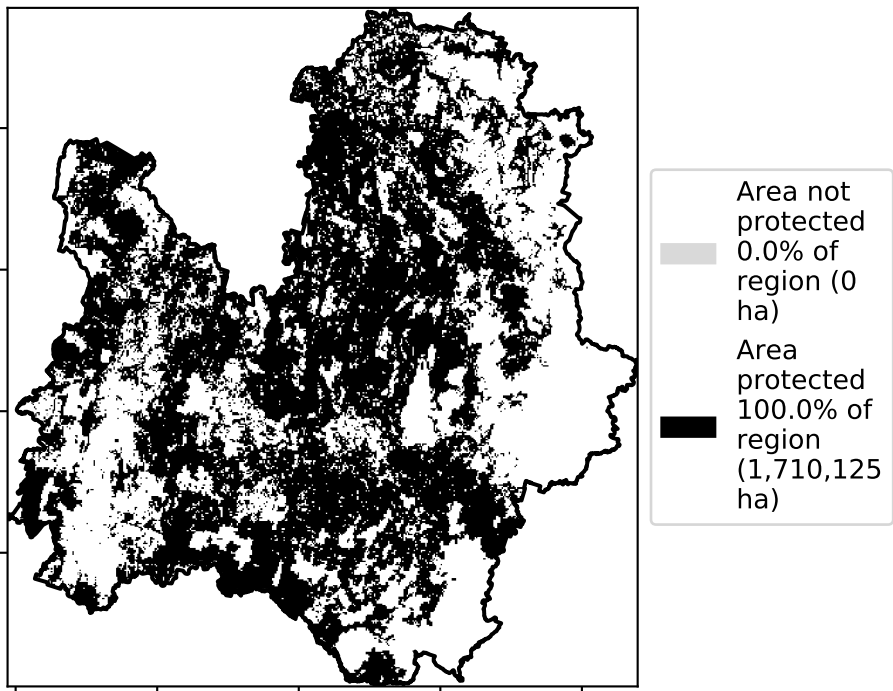 Area not
protected
0.0% of
region (0
ha)
Area
protected
100.0% of
region
(1,710,125
ha)